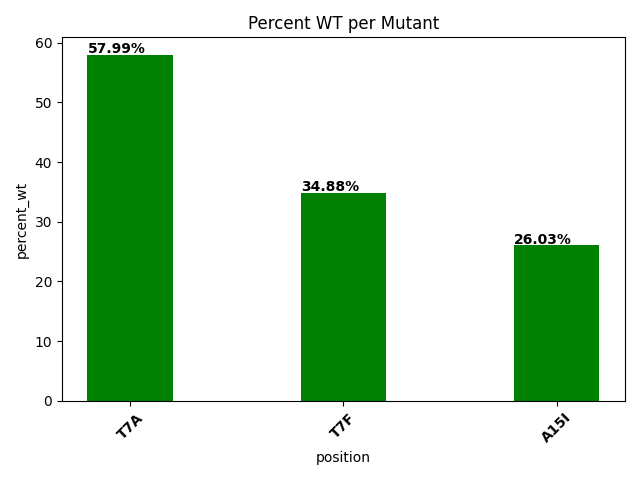 Percent WT per Mutant
60
50
40
30
20
10
0
percent_wt
57.99%
34.88%
26.03%
T7A
T7F
A15I
position